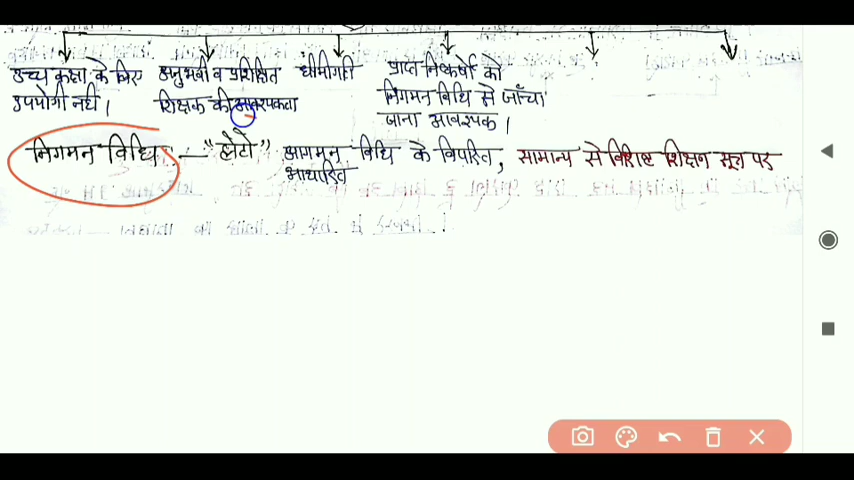 उच्च कक्षा के लिए उपयोगी नही।
अनुभवी व प्रशिक्षित शिक्षक की आवश्यकता
धीमीगती
प्राप्त निष्कर्षो को
निगमन विधि से जाँचा
जाना आवश्यक।
निगमन विधि — "प्लेटो" आगमन विधि के विपरित, सामान्य से विशिष्ट शिक्षण सूत्र पर
आधारित